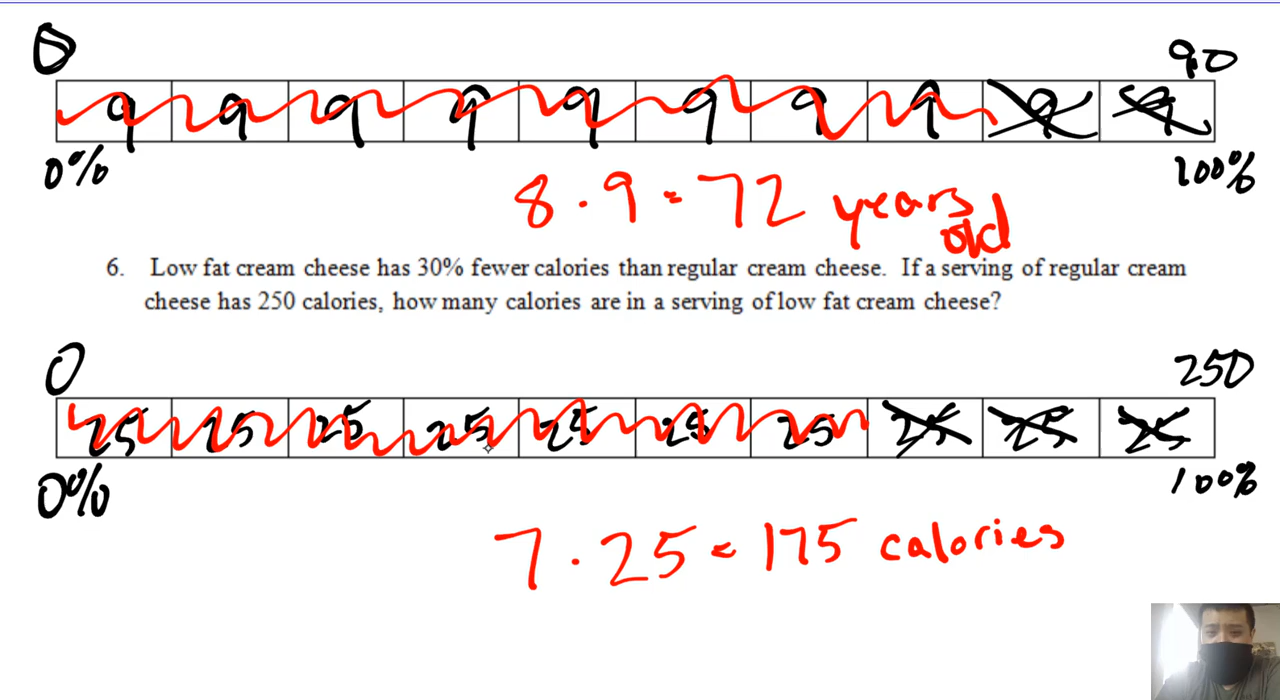 0 90
9 9 9 9 9 9 9 9 9 9
0% 100%
8 · 9 = 72 years old
6. Low fat cream cheese has 30% fewer calories than regular cream cheese. If a serving of regular cream
cheese has 250 calories, how many calories are in a serving of low fat cream cheese?
0 250
25 25 25 25 25 25 25 25 25 25
0% 100%
7 · 25 = 175 calories